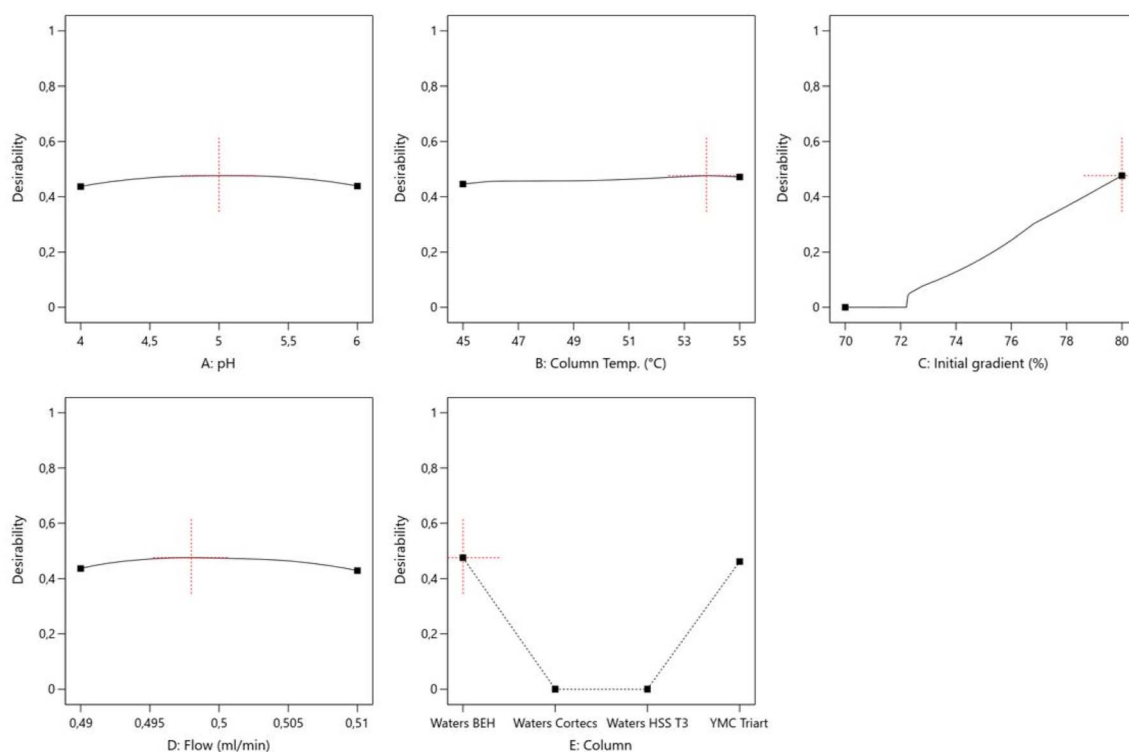 Desirability
1
0,8
0,6
0,4
0,2
0
4 4,5 5 5,5 6
A: pH
Desirability
1
0,8
0,6
0,4
0,2
0
45 47 49 51 53 55
B: Column Temp. (°C)
Desirability
1
0,8
0,6
0,4
0,2
0
70 72 74 76 78 80
C: Initial gradient (%)
Desirability
1
0,8
0,6
0,4
0,2
0
0,49 0,495 0,5 0,505 0,51
D: Flow (ml/min)
Desirability
1
0,8
0,6
0,4
0,2
0
Waters BEH Waters Cortecs Waters HSS T3 YMC Triart
E: Column